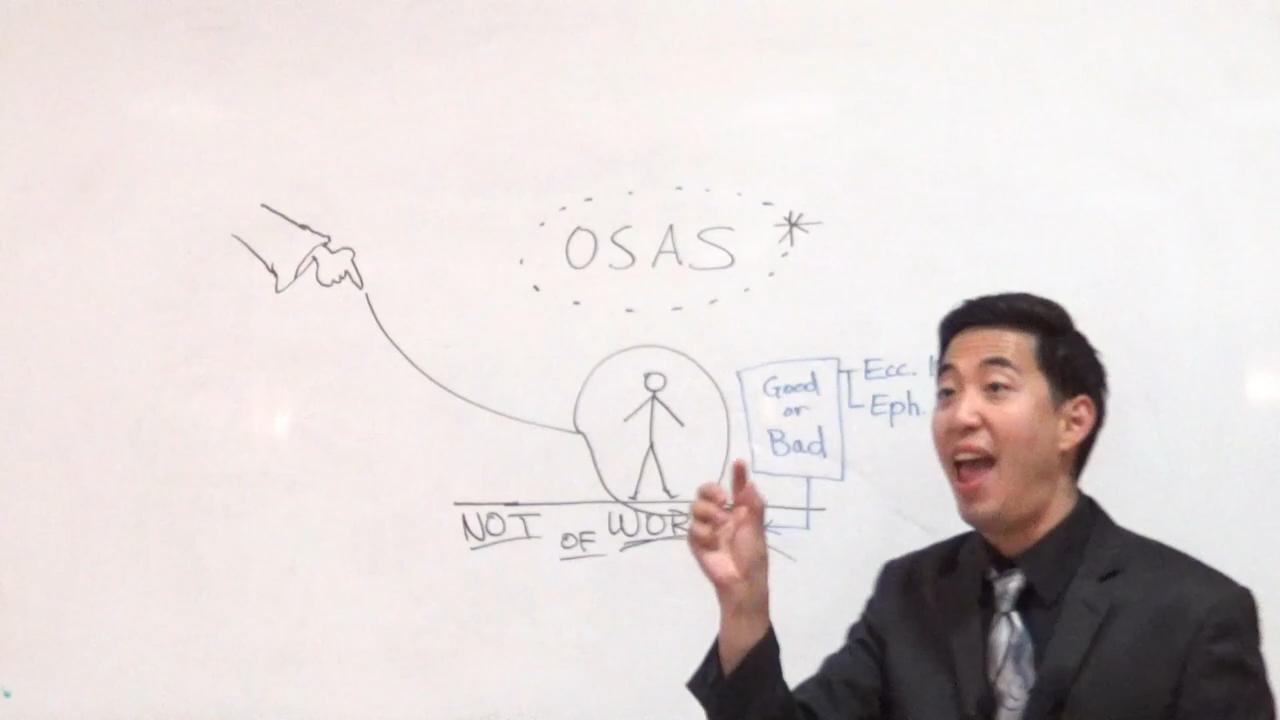 OSAS
Good
or
Bad
Ecc.
Eph.
NOT OF